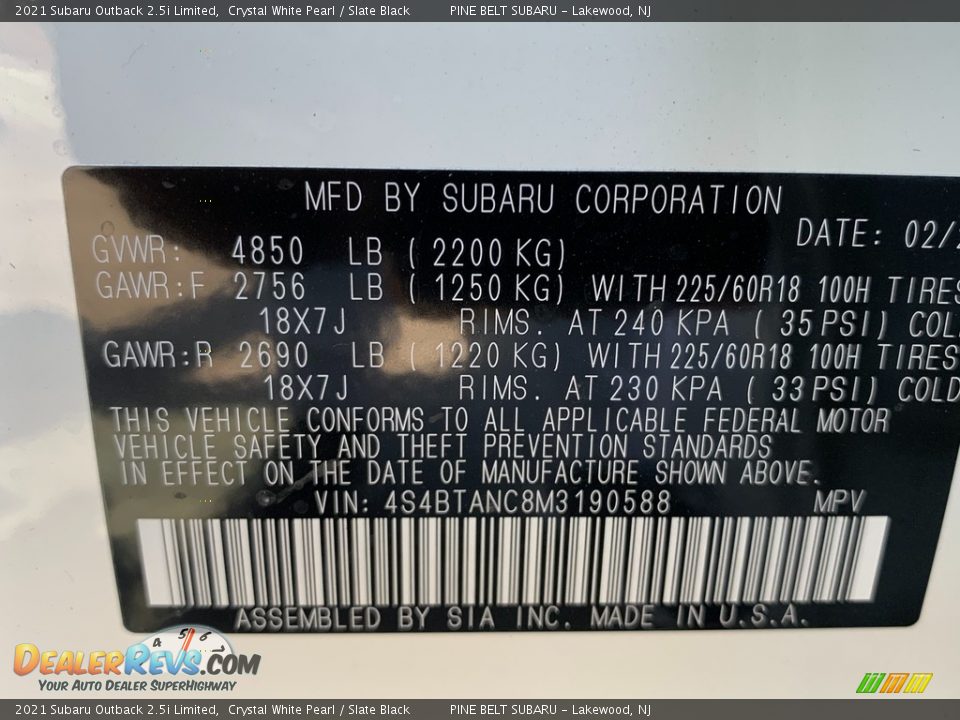 2021 Subaru Outback 2.5i Limited, Crystal White Pearl / Slate Black PINE BELT SUBARU - Lakewood, NJ
MFD BY SUBARU CORPORATION
DATE: 02/2
GVWR: 4850 LB ( 2200 KG)
GAWR:F 2756 LB ( 1250 KG) WITH 225/60R18 100H TIRES
18X7J RIMS. AT 240 KPA ( 35 PSI) COL
GAWR:R 2690 LB ( 1220 KG) WITH 225/60R18 100H TIRES
18X7J RIMS. AT 230 KPA ( 33 PSI) COLD
THIS VEHICLE CONFORMS TO ALL APPLICABLE FEDERAL MOTOR
VEHICLE SAFETY AND THEFT PREVENTION STANDARDS
IN EFFECT ON THE DATE OF MANUFACTURE SHOWN ABOVE.
VIN: 4S4BTANC8M3190588 MPV
ASSEMBLED BY SIA INC. MADE IN U.S.A.
4 5 6 7
DEALERREVS.COM
YOUR AUTO DEALER SUPERHIGHWAY
2021 Subaru Outback 2.5i Limited, Crystal White Pearl / Slate Black PINE BELT SUBARU - Lakewood, NJ